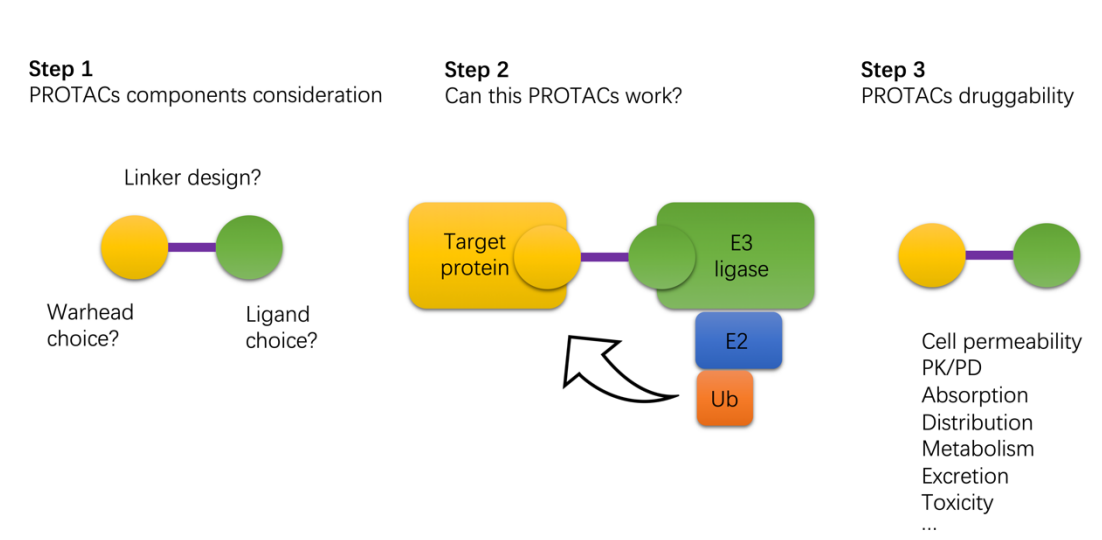 Step 1
PROTACs components consideration
Linker design?
Warhead
choice?
Ligand
choice?
Step 2
Can this PROTACs work?
Target
protein
E3
ligase
E2
Ub
Step 3
PROTACs druggability
Cell permeability
PK/PD
Absorption
Distribution
Metabolism
Excretion
Toxicity
...